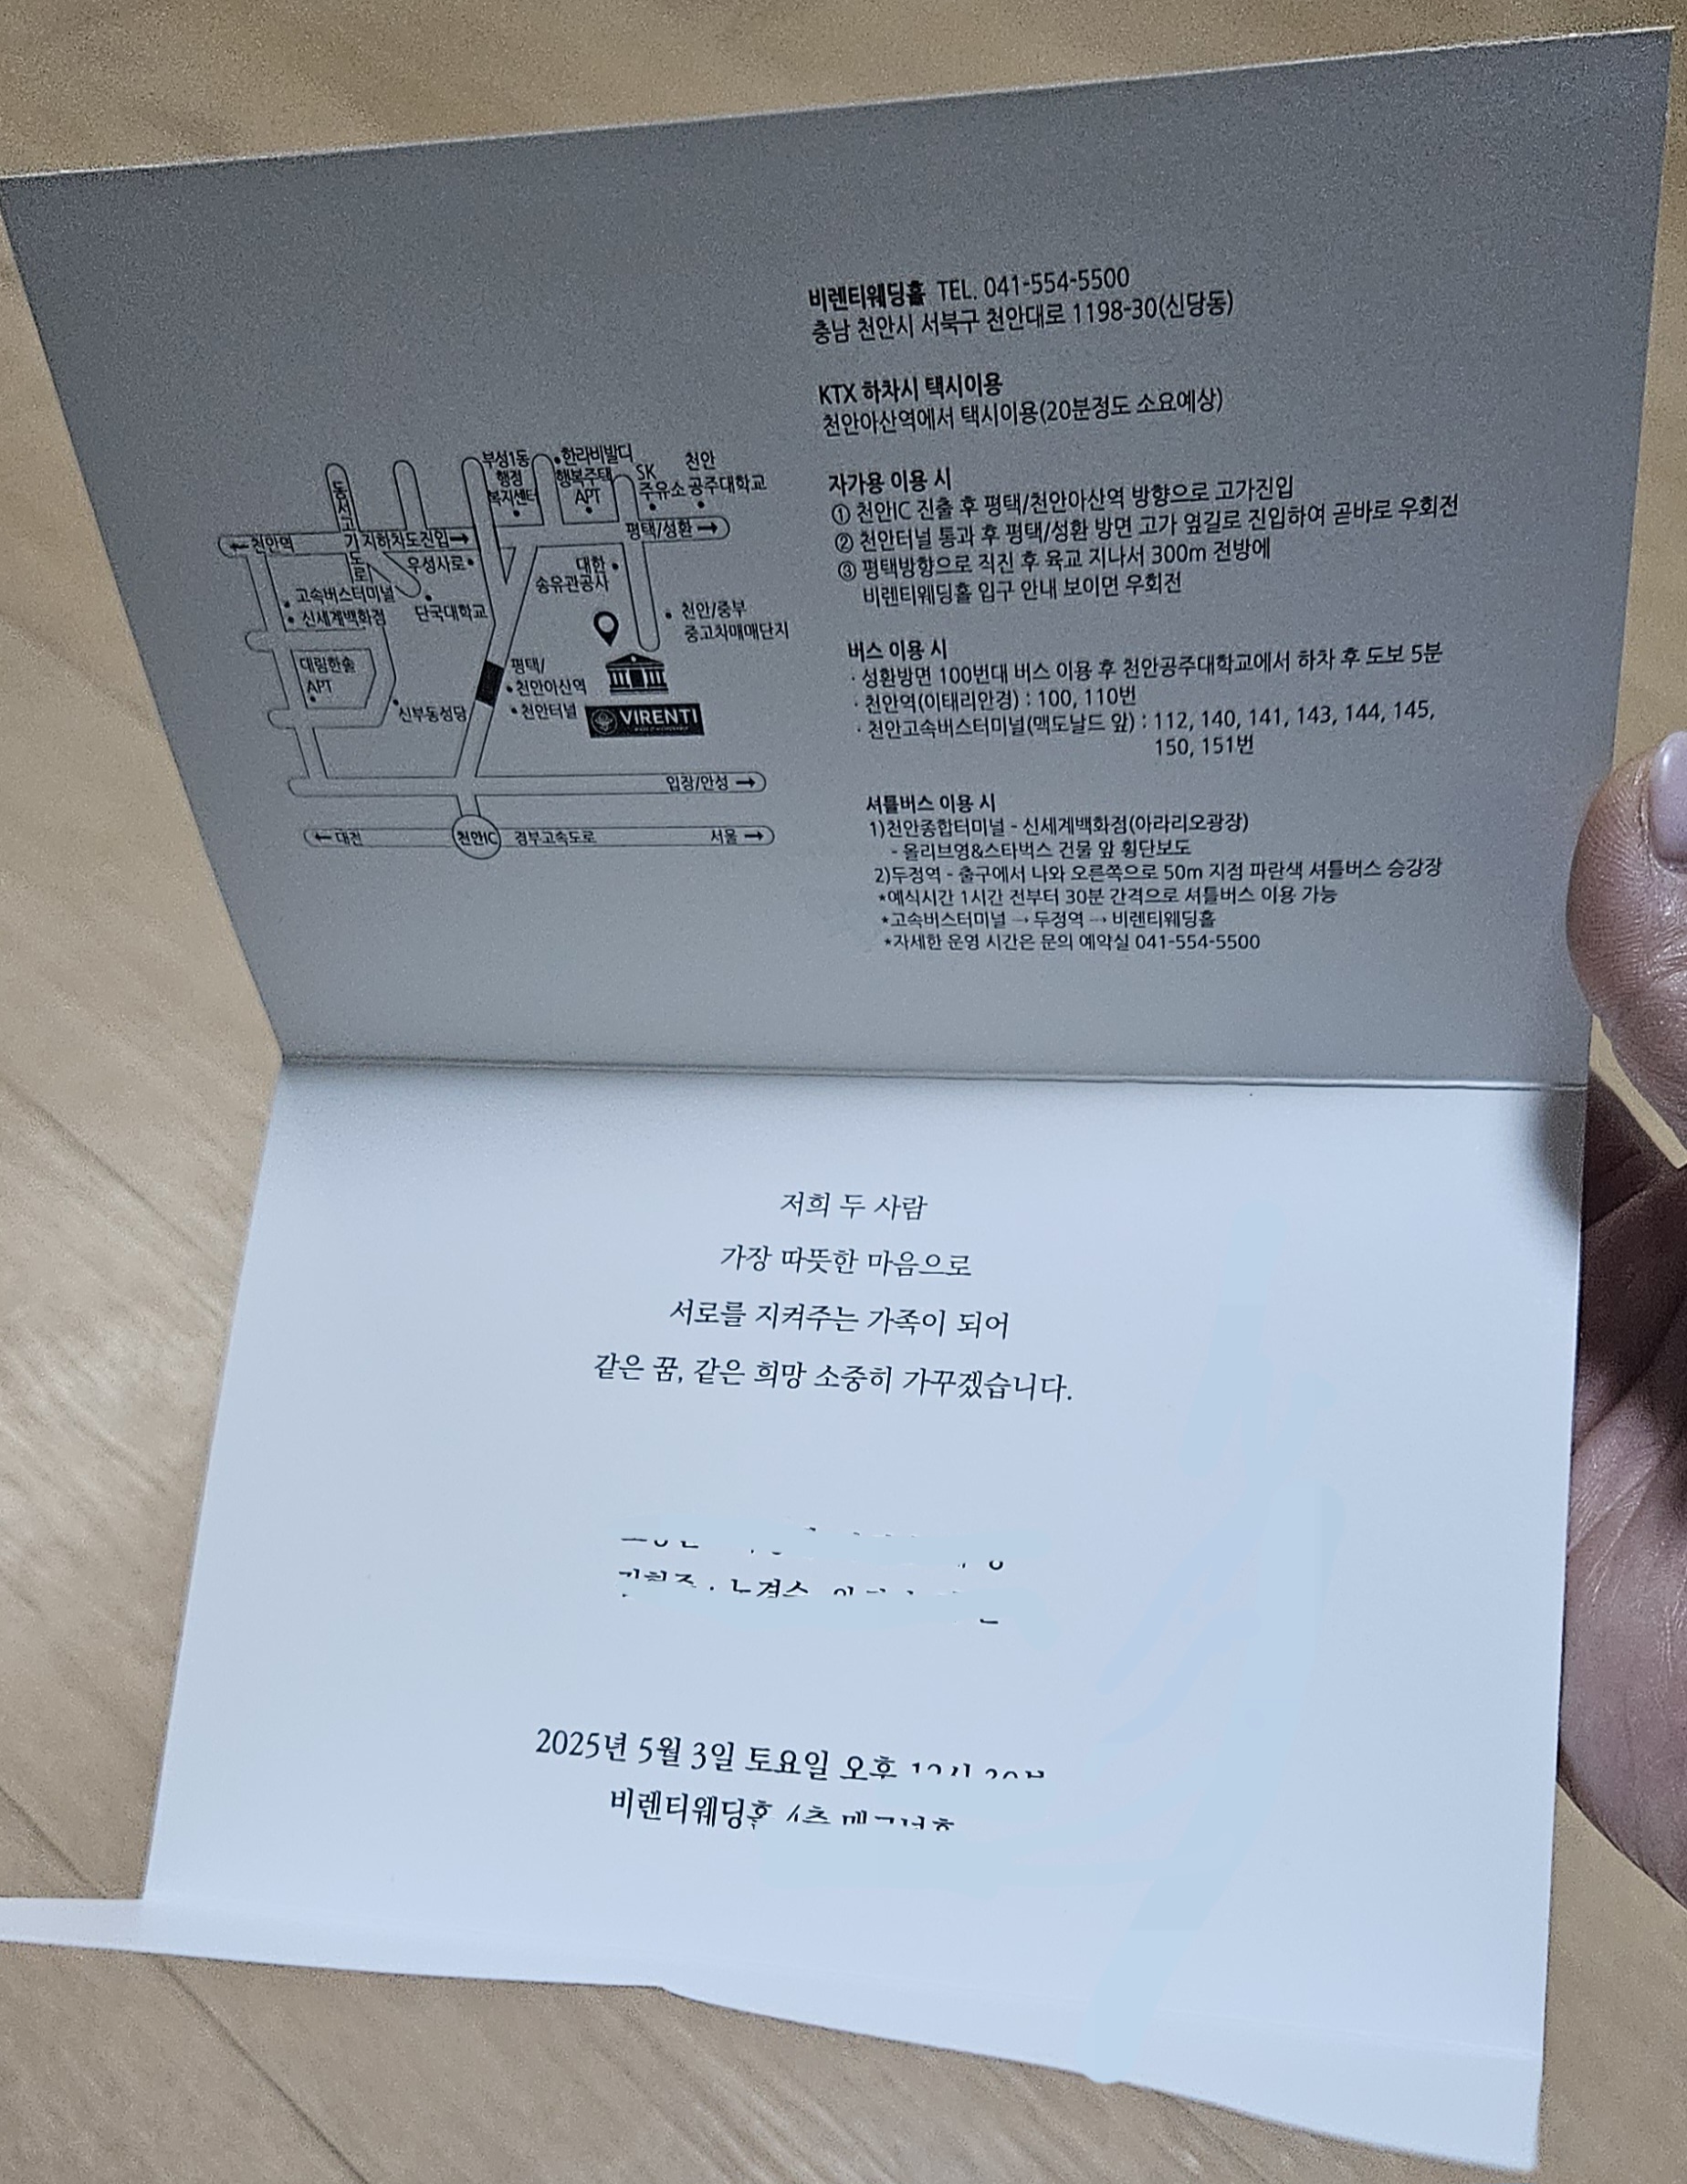 비렌티웨딩홀 TEL. 041-554-5500
충남 천안시 서북구 천안대로 1198-30(신당동)
KTX 하차시 택시이용
천안아산역에서 택시이용(20분정도 소요예상)
자가용 이용 시
① 천안IC 진출 후 평택/천안아산역 방향으로 고가진입
② 천안터널 통과 후 평택/성환 방면 고가 옆길로 진입하여 곧바로 우회전
③ 평택방향으로 직진 후 육교 지나서 300m 전방에
비렌티웨딩홀 입구 안내 보이면 우회전
버스 이용 시
· 성환방면 100번대 버스 이용 후 천안공주대학교에서 하차 후 도보 5분
· 천안역(이태리안경) : 100, 110번
· 천안고속버스터미널(맥도날드 앞) : 112, 140, 141, 143, 144, 145,
150, 151번
셔틀버스 이용 시
1)천안종합터미널 - 신세계백화점(아라리오광장)
- 올리브영&스타벅스 건물 앞 횡단보도
2)두정역 - 출구에서 나와 오른쪽으로 50m 지점 파란색 셔틀버스 승강장
*예식시간 1시간 전부터 30분 간격으로 셔틀버스 이용 가능
*고속버스터미널 → 두정역 → 비렌티웨딩홀
*자세한 운영 시간은 문의 예약실 041-554-5500
부성1동
행정
복지센터
한라비발디
행복주택
APT
SK
주유소
천안
공주대학교
동서고가도로
← 천안역
지하차도진입→
평택/성환 →
우성사료
대한
송유관공사
고속버스터미널
신세계백화점
단국대학교
천안/중부
중고차매매단지
대림한솔
APT
평택/
천안아산역
천안터널
신부동성당
VIRENTI
입장/안성 →
← 대전
천안IC
경부고속도로
서울 →
저희 두 사람
가장 따뜻한 마음으로
서로를 지켜주는 가족이 되어
같은 꿈, 같은 희망 소중히 가꾸겠습니다.
2025년 5월 3일 토요일 오후
비렌티웨딩홀